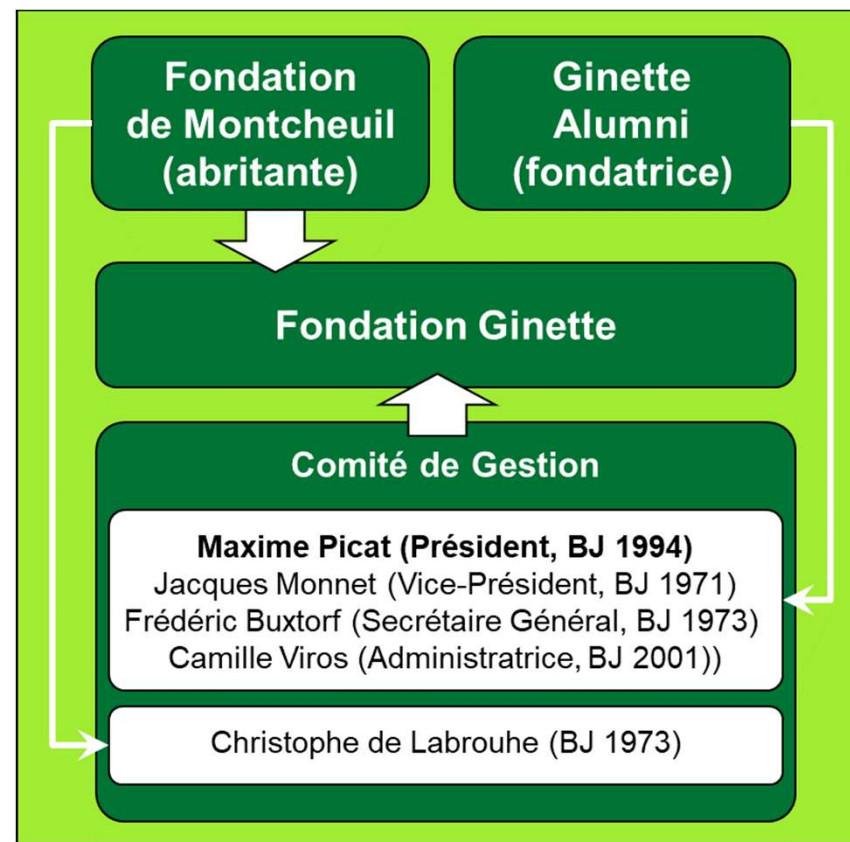 Fondation
de Montcheuil
(abritante)
Ginette
Alumni
(fondatrice)
Fondation Ginette
Comité de Gestion
Maxime Picat (Président, BJ 1994)
Jacques Monnet (Vice-Président, BJ 1971)
Frédéric Buxtorf (Secrétaire Général, BJ 1973)
Camille Viros (Administratrice, BJ 2001))
Christophe de Labrouhe (BJ 1973)